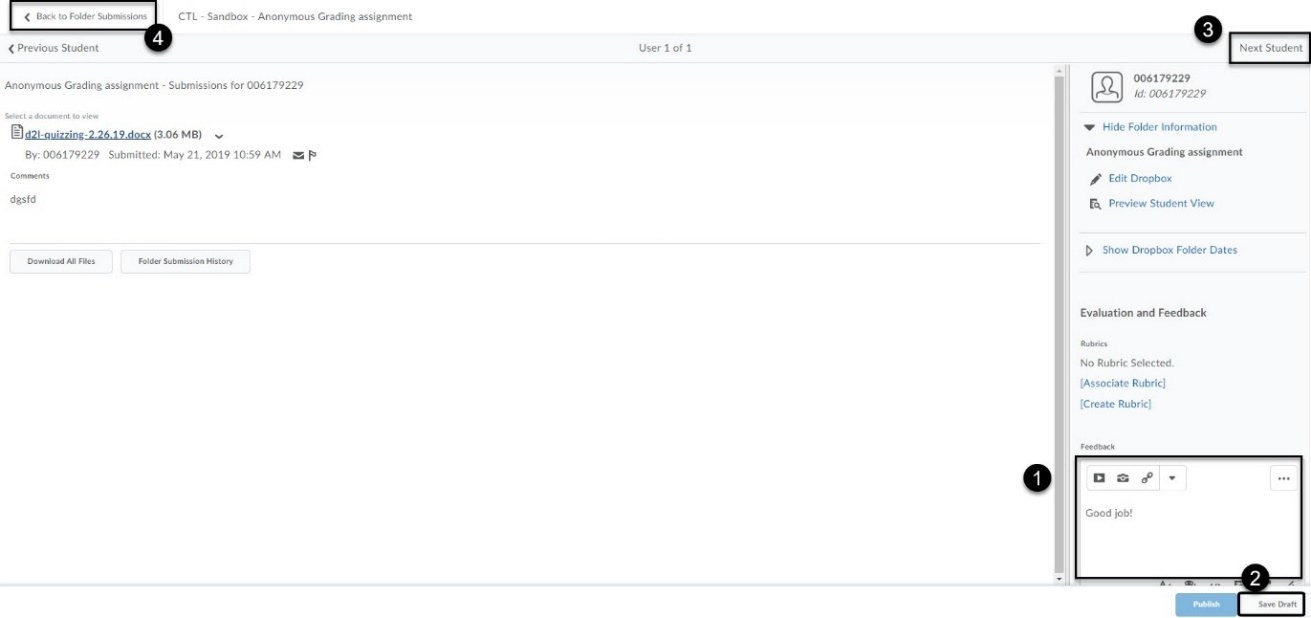 Back to Folder Submissions
CTL - Sandbox - Anonymous Grading assignment
4
3
Previous Student
User 1 of 1
Next Student
Anonymous Grading assignment - Submissions for 006179229
Select a document to view
d2l-quizzing-2.26.19.docx (3.06 MB)
By: 006179229 Submitted: May 21, 2019 10:59 AM
Comments
dgsfd
Download All Files
Folder Submission History
006179229
Id: 006179229
Hide Folder Information
Anonymous Grading assignment
Edit Dropbox
Preview Student View
Show Dropbox Folder Dates
Evaluation and Feedback
Rubrics
No Rubric Selected.
[Associate Rubric]
[Create Rubric]
Feedback
1
Good job!
2
Publish
Save Draft